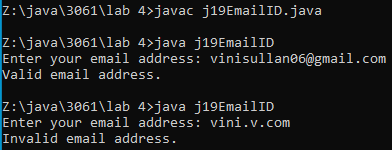 Z:\java\3061\lab 4>javac j19EmailID.java
Z:\java\3061\lab 4>java j19EmailID
Enter your email address: vinisullan06@gmail.com
Valid email address.
Z:\java\3061\lab 4>java j19EmailID
Enter your email address: vini.v.com
Invalid email address.